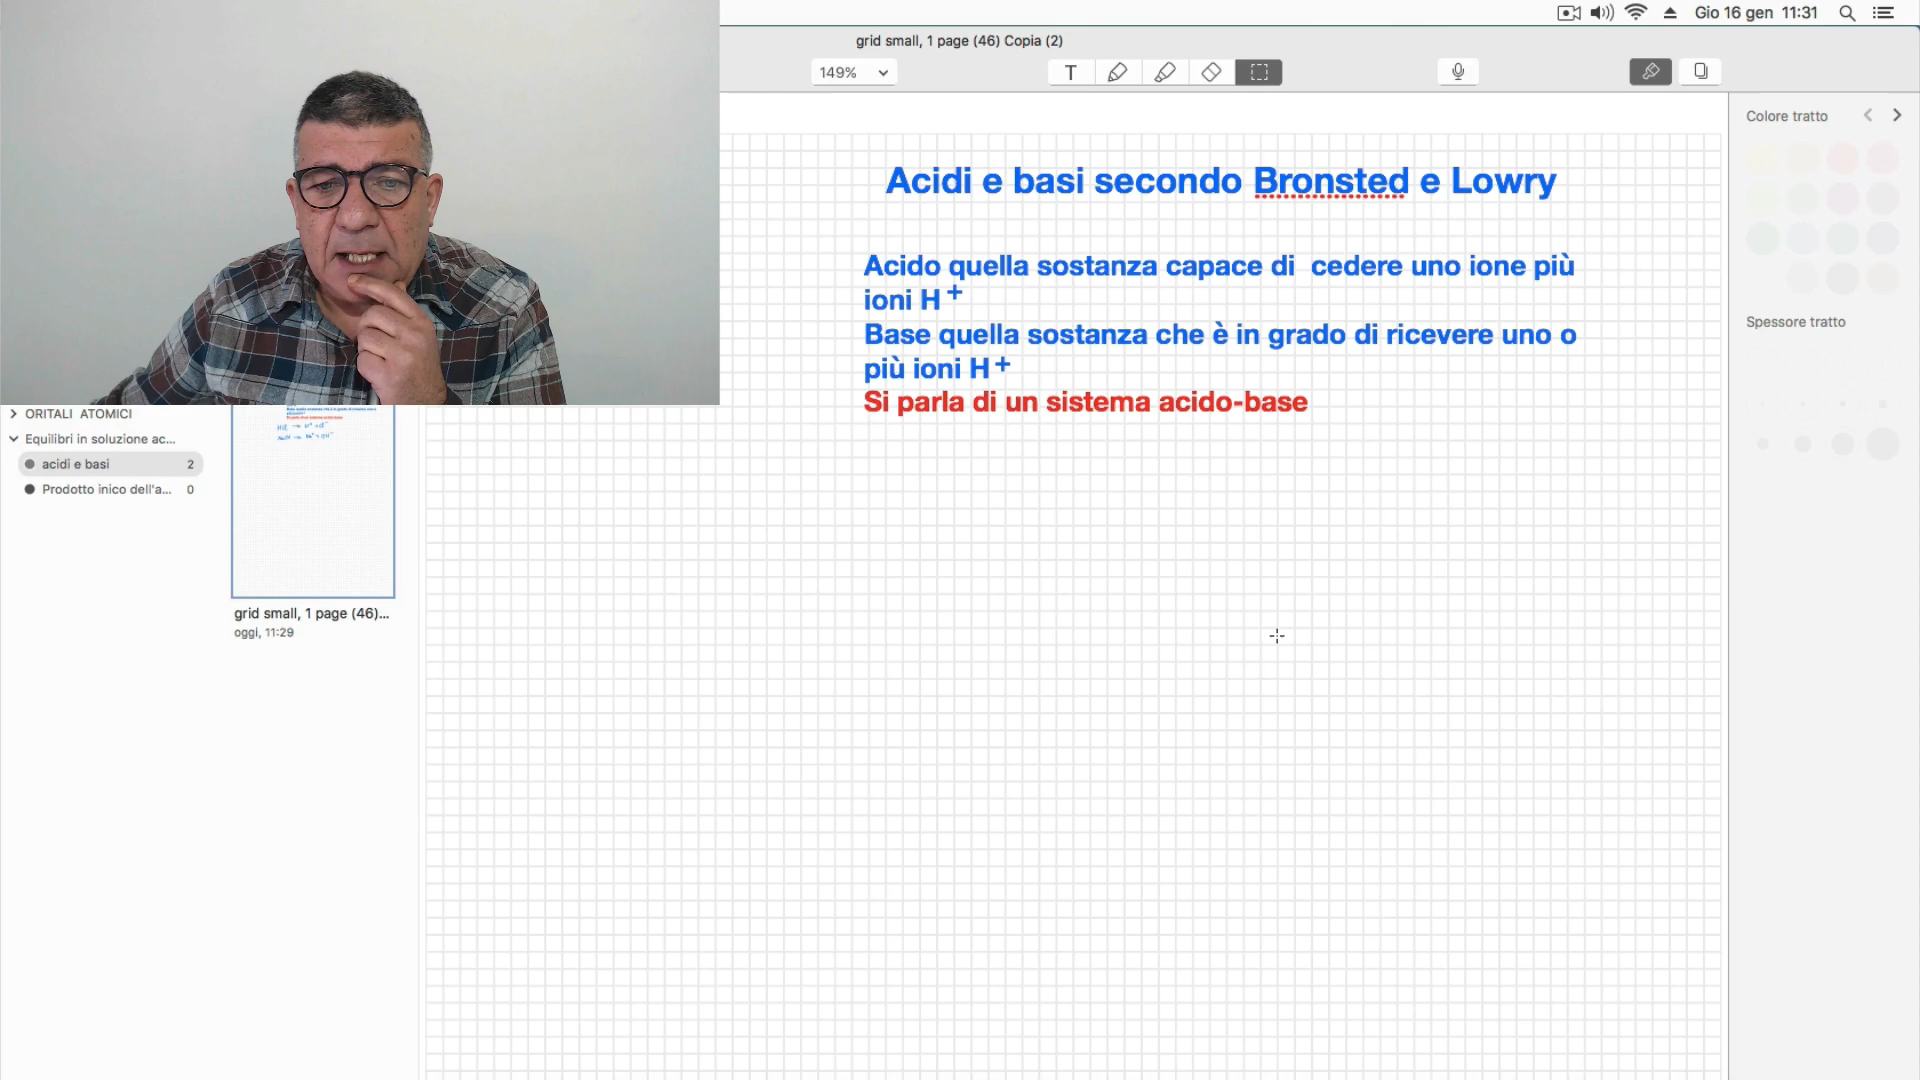 Gio 16 gen 11:31
grid small, 1 page (46) Copia (2)
149%
T
Colore tratto
Spessore tratto
Acidi e basi secondo Bronsted e Lowry
Acido quella sostanza capace di cedere uno ione più
ioni H +
Base quella sostanza che è in grado di ricevere uno o
più ioni H +
Si parla di un sistema acido-base
ORITALI ATOMICI
Equilibri in soluzione ac...
acidi e basi 2
Prodotto inico dell'a... 0
grid small, 1 page (46)...
oggi, 11:29